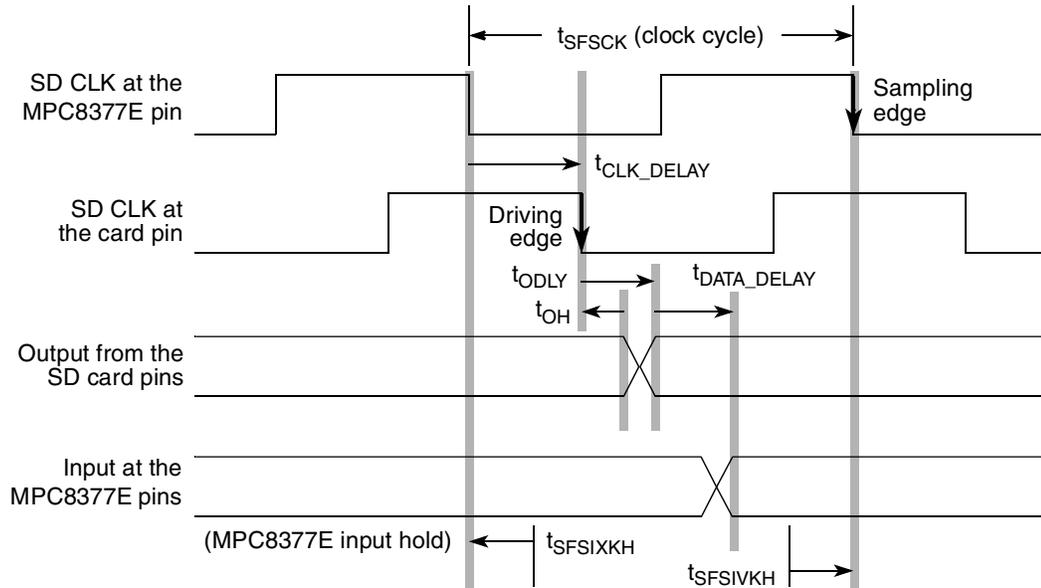 tSFSCK (clock cycle)
SD CLK at the
MPC8377E pin
Sampling
edge
tCLK_DELAY
SD CLK at
the card pin
Driving
edge
tODLY
tDATA_DELAY
tOH
Output from the
SD card pins
Input at the
MPC8377E pins
(MPC8377E input hold)
tSFSIXKH
tSFSIVKH